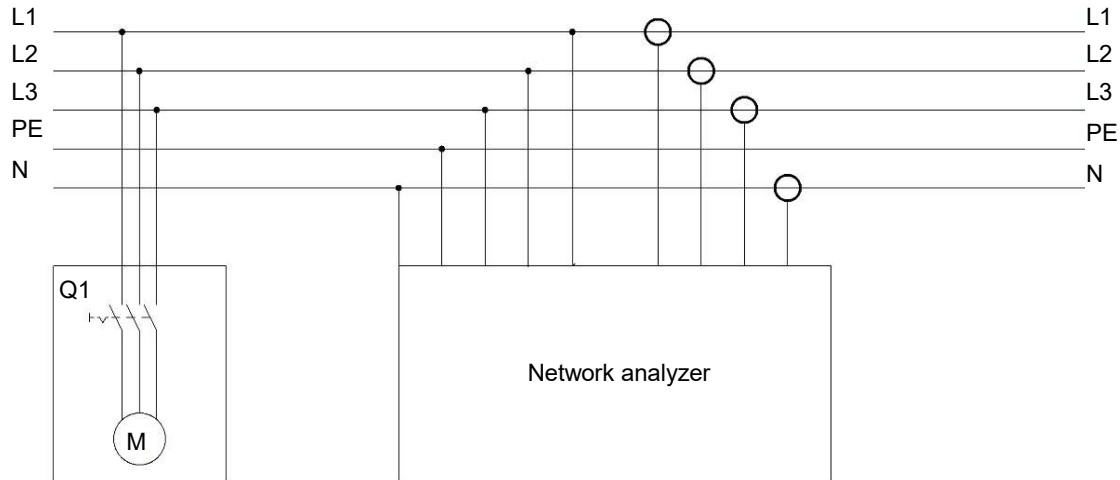 L1 L1
L2 L2
L3 L3
PE PE
N N
Q1
Network analyzer
M